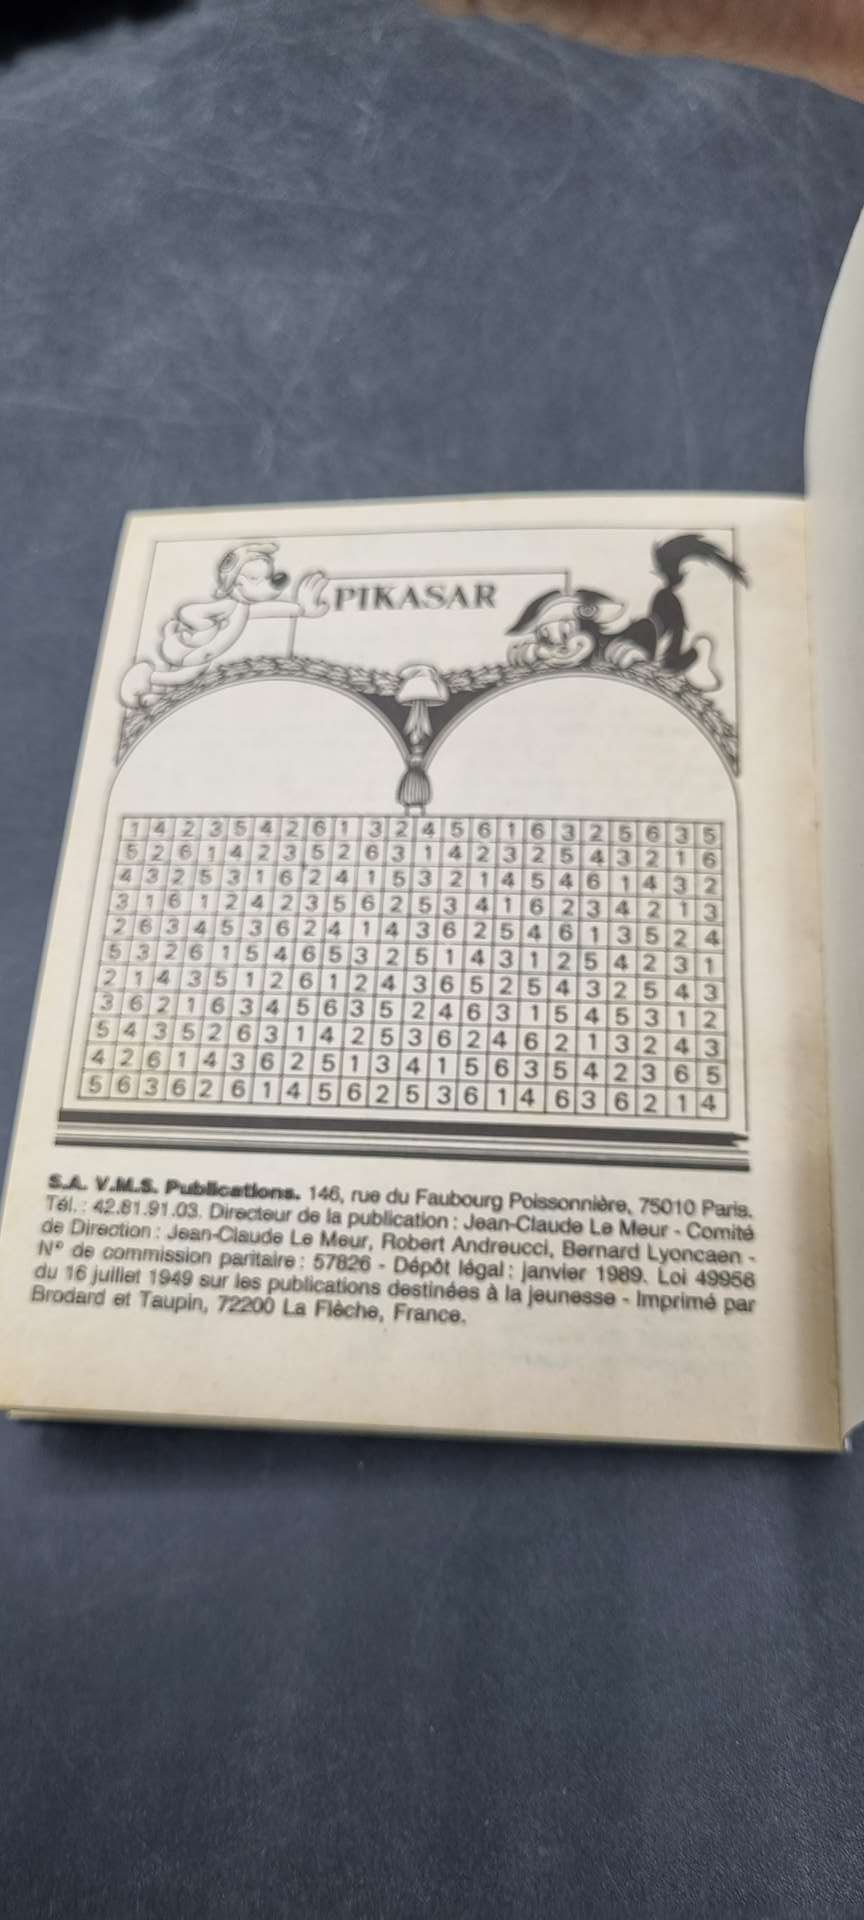 PIKASAR
1 4 2 3 5 4 2 6 1 3 2 4 5 6 1 6 3 2 5 6 3 5
5 2 6 1 4 2 3 5 2 6 3 1 4 2 3 2 5 4 3 2 1 6
4 3 2 5 3 1 6 2 4 1 5 3 2 1 4 5 4 6 1 4 3 2
3 1 6 1 2 4 2 3 5 6 2 5 3 4 1 6 2 3 4 2 1 3
2 6 3 4 5 3 6 2 4 1 4 3 6 2 5 4 6 1 3 5 2 4
5 3 2 6 1 5 4 6 5 3 2 5 1 4 3 1 2 5 4 2 3 1
2 1 4 3 5 1 2 6 1 2 4 3 6 5 2 5 4 3 2 5 4 3
3 6 2 1 6 3 4 5 6 3 5 2 4 6 3 1 5 4 5 3 1 2
5 4 3 5 2 6 3 1 4 2 5 3 6 2 4 6 2 1 3 2 4 3
4 2 6 1 4 3 6 2 5 1 3 4 1 5 6 3 5 4 2 3 6 5
5 6 3 6 2 6 1 4 5 6 2 5 3 6 1 4 6 3 6 2 1 4
S.A. V.M.S. Publications. 146, rue du Faubourg Poissonnière, 75010 Paris.
Tél. : 42.81.91.03. Directeur de la publication : Jean-Claude Le Meur - Comité
de Direction : Jean-Claude Le Meur, Robert Andreucci, Bernard Lyoncaen -
N° de commission paritaire : 57826 - Dépôt légal : janvier 1989. Loi 49956
du 16 juillet 1949 sur les publications destinées à la jeunesse - Imprimé par
Brodard et Taupin, 72200 La Flèche, France.